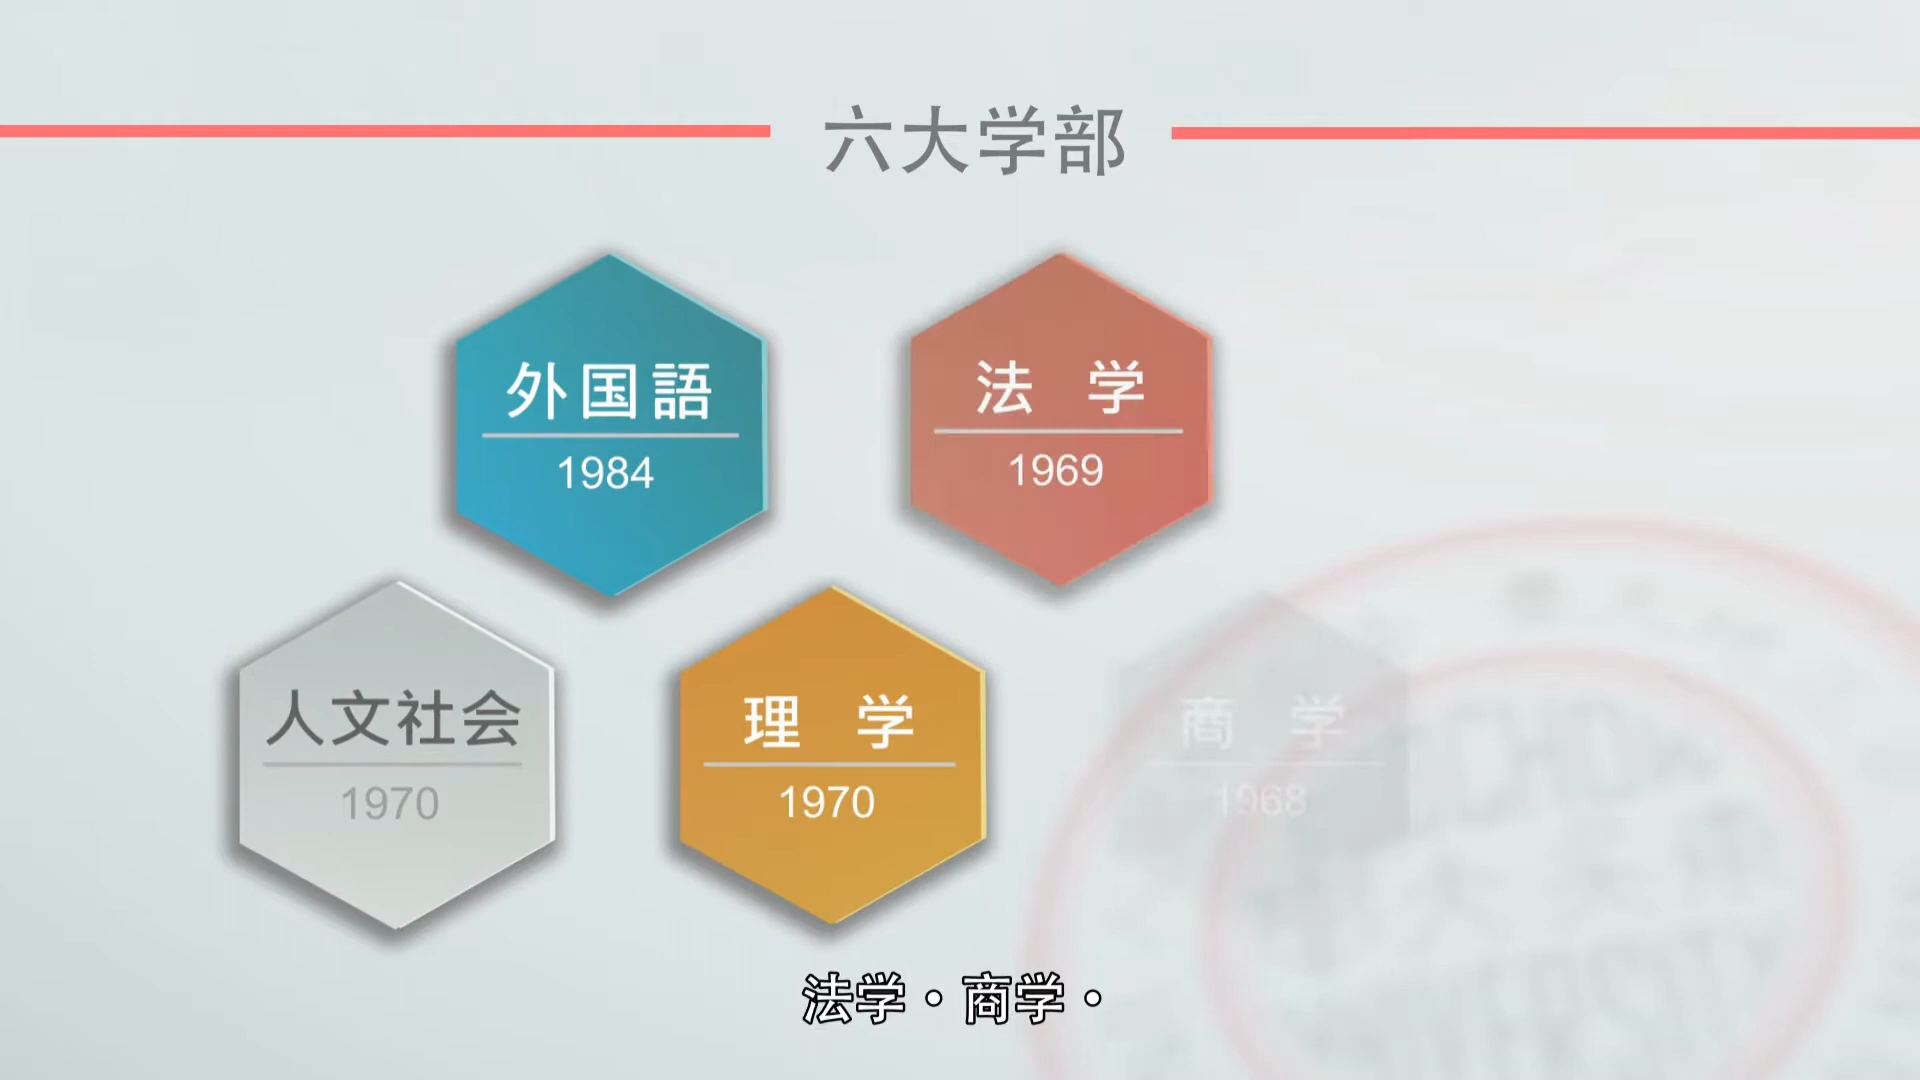 六大学部
外国語
1984
法 学
1969
人文社会
1970
理 学
1970
商 学
1968
法学・商学・